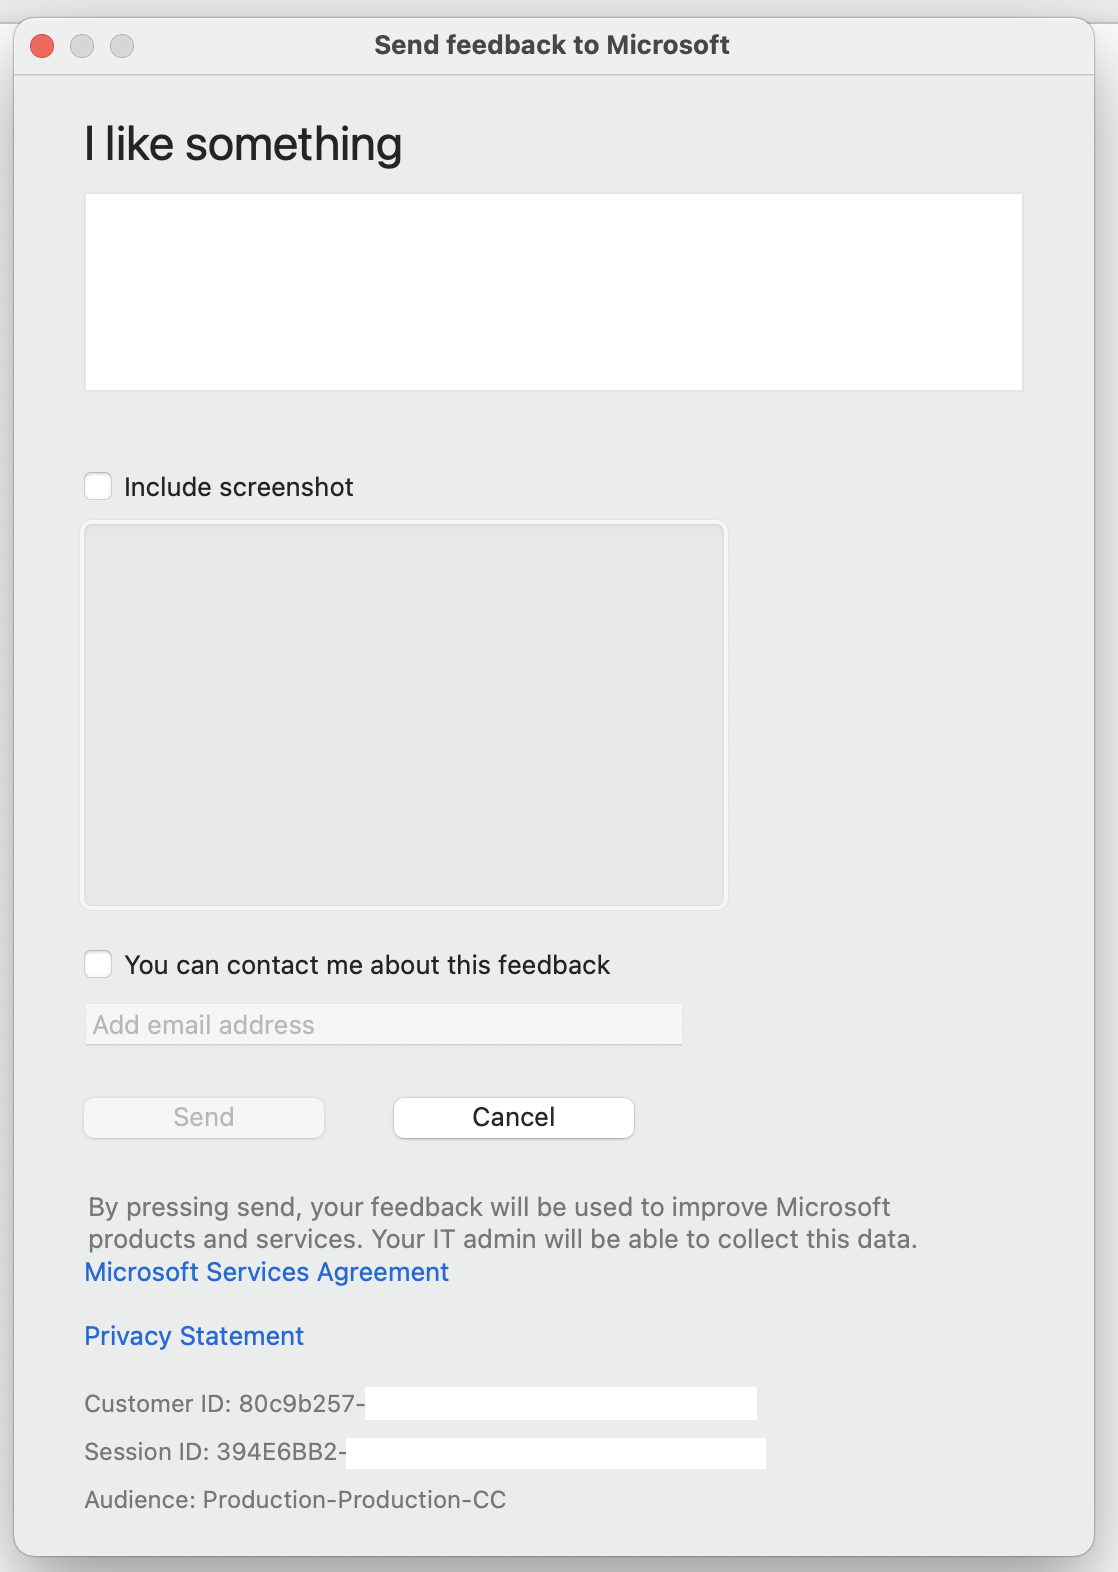 Send feedback to Microsoft
I like something
Include screenshot
You can contact me about this feedback
Add email address
Send
Cancel
By pressing send, your feedback will be used to improve Microsoft
products and services. Your IT admin will be able to collect this data.
Microsoft Services Agreement
Privacy Statement
Customer ID: 80c9b257-
Session ID: 394E6BB2-
Audience: Production-Production-CC